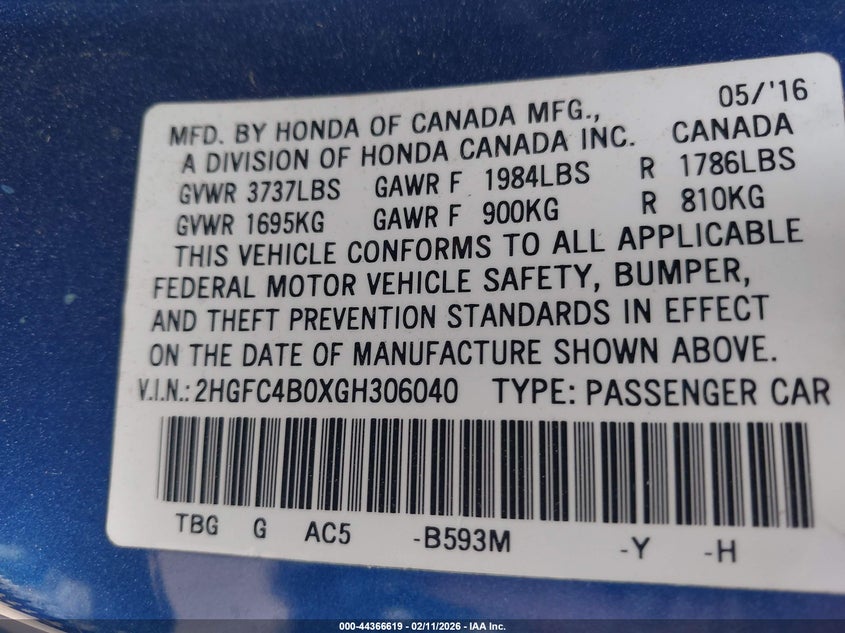 05/'16
MFD. BY HONDA OF CANADA MFG.,
A DIVISION OF HONDA CANADA INC. CANADA
GVWR 3737LBS GAWR F 1984LBS R 1786LBS
GVWR 1695KG GAWR F 900KG R 810KG
THIS VEHICLE CONFORMS TO ALL APPLICABLE
FEDERAL MOTOR VEHICLE SAFETY, BUMPER,
AND THEFT PREVENTION STANDARDS IN EFFECT
ON THE DATE OF MANUFACTURE SHOWN ABOVE.
V.I.N.: 2HGFC4B0XGH306040 TYPE: PASSENGER CAR
TBG G AC5 -B593M -Y -H
000-44366619 - 02/11/2026 - IAA Inc.